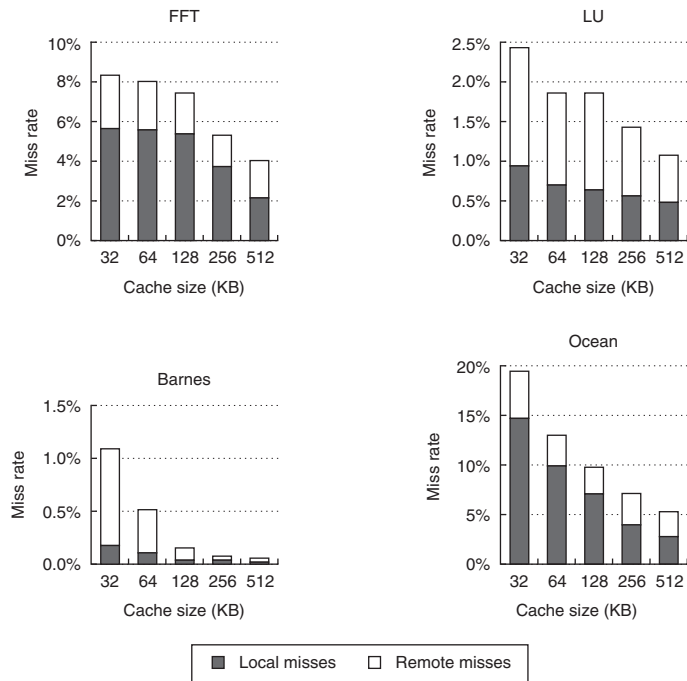 FFT
10%
8%
6%
4%
2%
0%
Miss rate
32 64 128 256 512
Cache size (KB)
LU
2.5%
2.0%
1.5%
1.0%
0.5%
0.0%
Miss rate
32 64 128 256 512
Cache size (KB)
Barnes
1.5%
1.0%
0.5%
0.0%
Miss rate
32 64 128 256 512
Cache size (KB)
Ocean
20%
15%
10%
5%
0%
Miss rate
32 64 128 256 512
Cache size (KB)
Local misses Remote misses